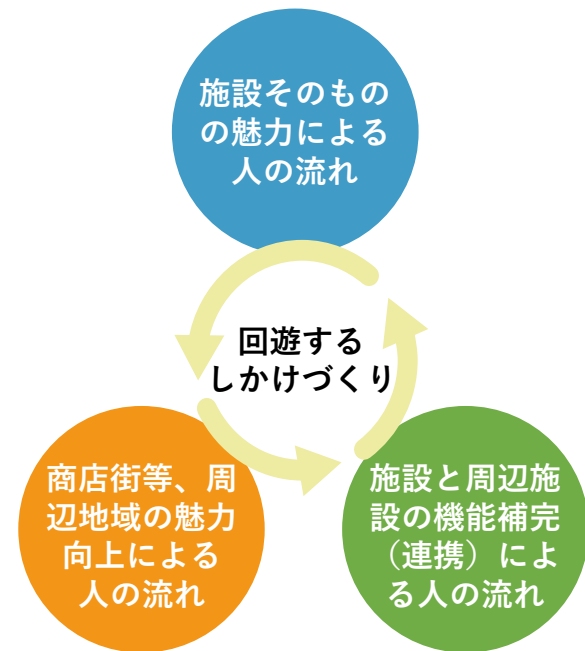 施設そのもの
の魅力による
人の流れ
回遊する
しかけづくり
商店街等、周
辺地域の魅力
向上による
人の流れ
施設と周辺施
設の機能補完
（連携）によ
る人の流れ